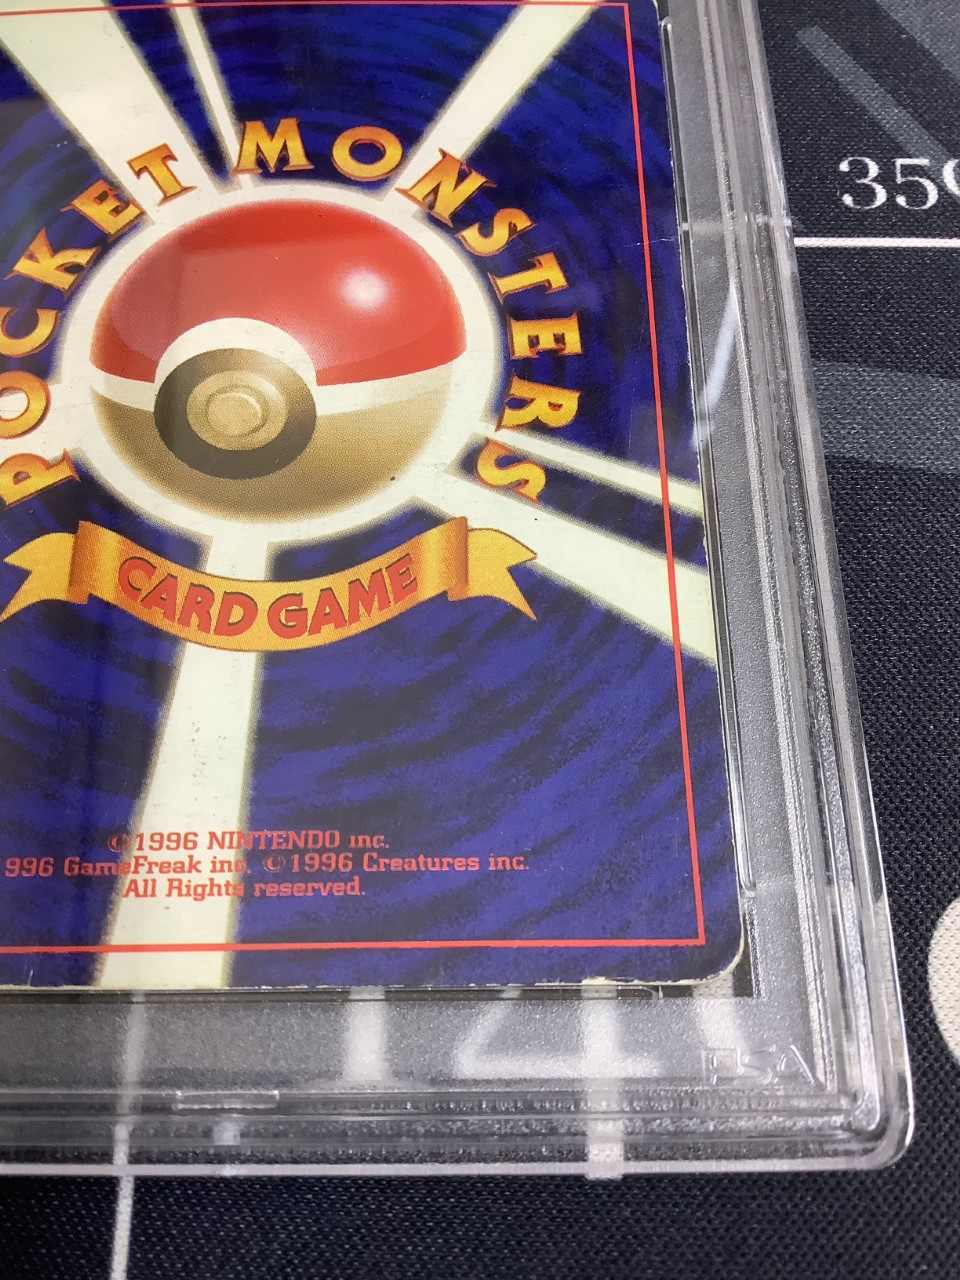 POCKET MONSTERS
CARD GAME
©1996 NINTENDO inc.
996 GameFreak inc. ©1996 Creatures inc.
All Rights reserved.
PSA
35